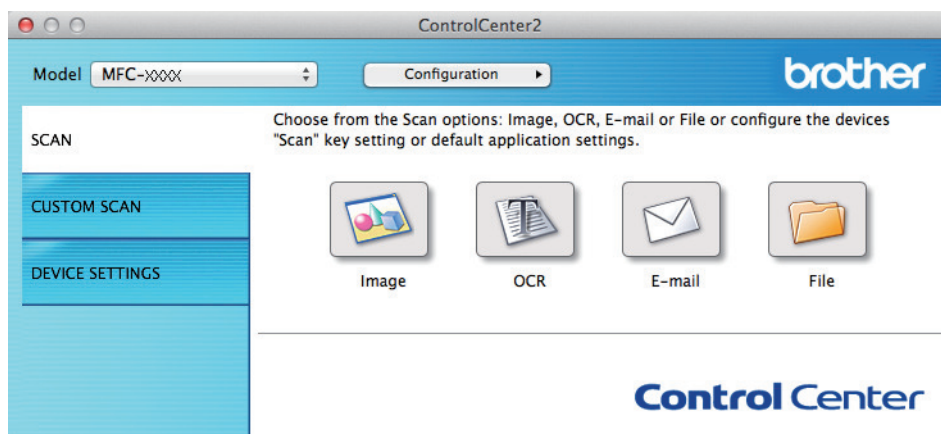 ControlCenter2
Model MFC-XXXX Configuration
brother
SCAN
Choose from the Scan options: Image, OCR, E-mail or File or configure the devices
"Scan" key setting or default application settings.
CUSTOM SCAN
DEVICE SETTINGS
Image OCR E-mail File
Control Center